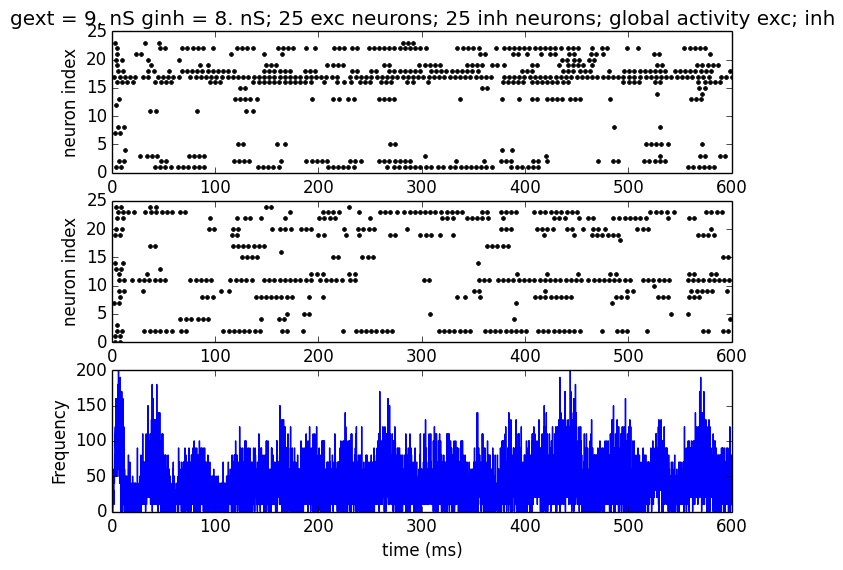 gext = 9. nS ginh = 8. nS; 25 exc neurons; 25 inh neurons; global activity exc; inh
25
20
15
10
5
0
neuron index
0 100 200 300 400 500 600
25
20
15
10
5
0
neuron index
0 100 200 300 400 500 600
200
150
100
50
0
Frequency
0 100 200 300 400 500 600
time (ms)